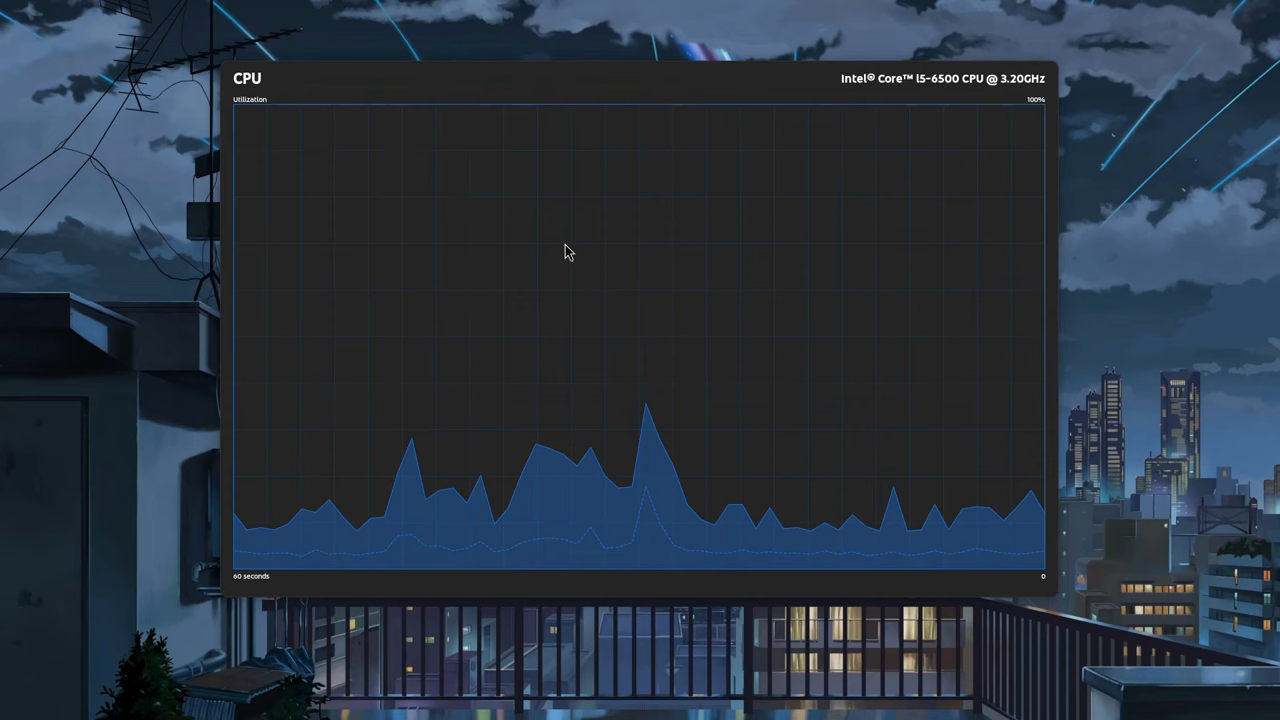 CPU
Intel® Core™ i5-6500 CPU @ 3.20GHz
Utilization
100%
60 seconds
0